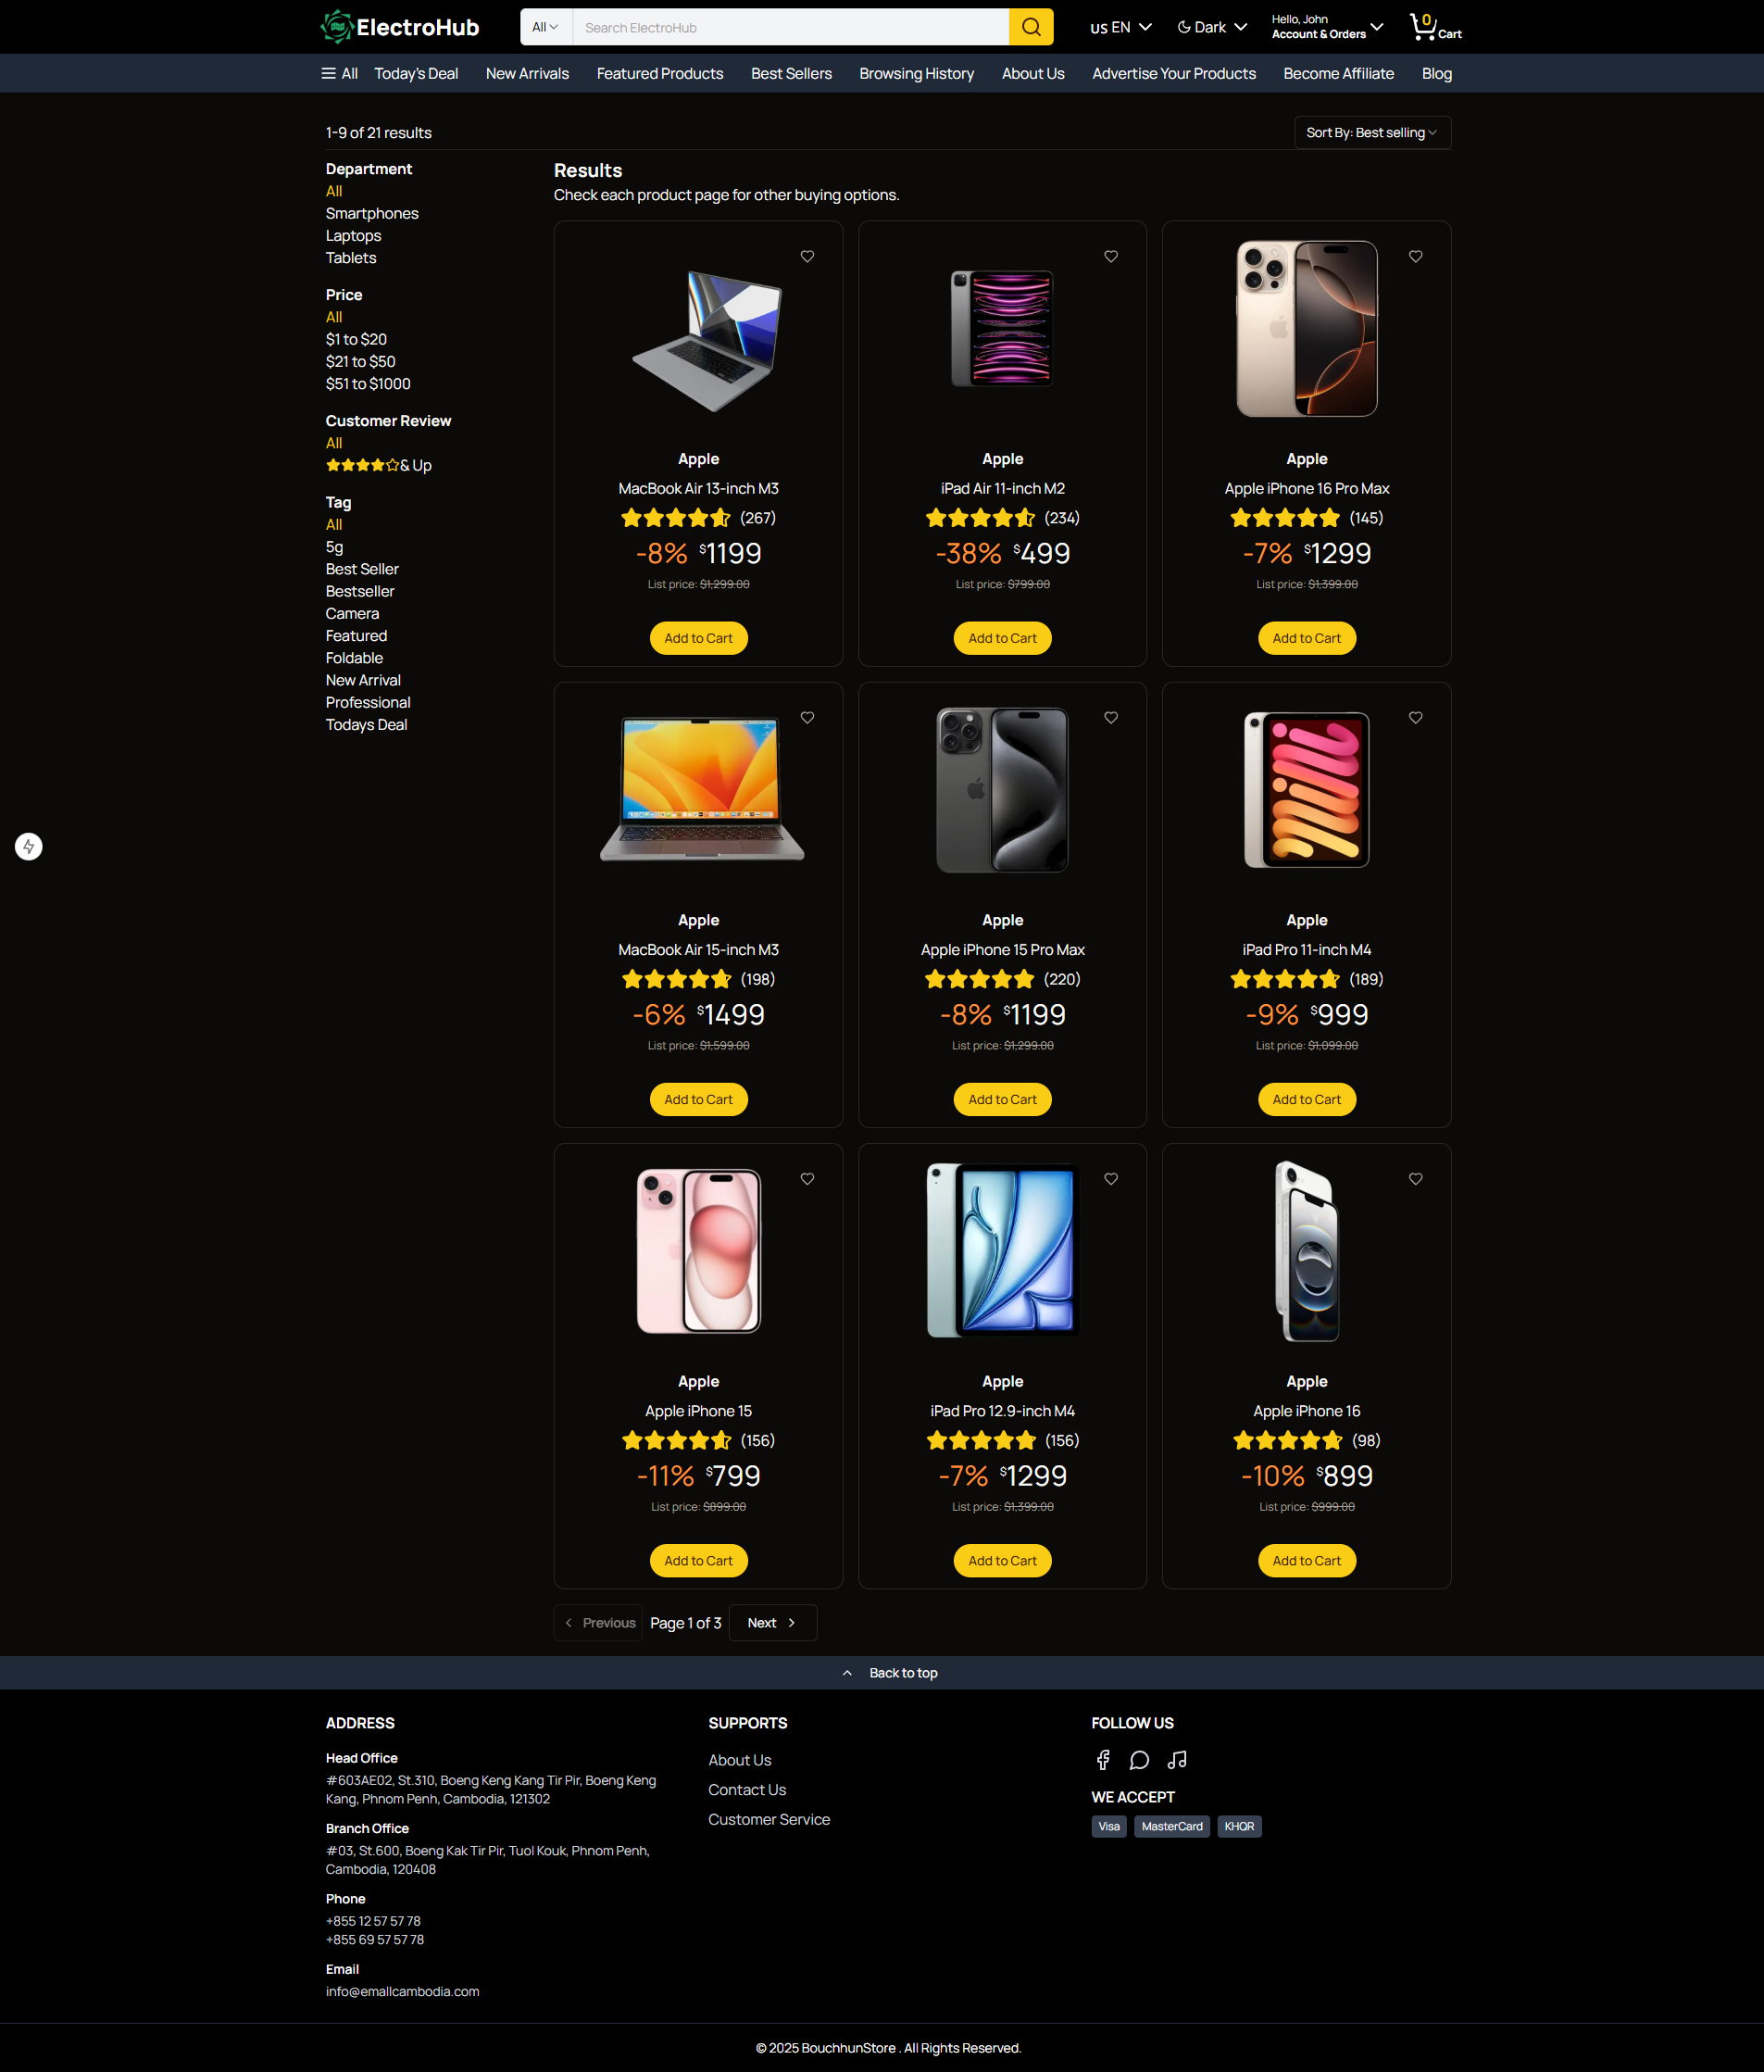 ElectroHub
All
Search ElectroHub
US EN
Dark
Hello, John
Account & Orders
0
Cart
All
Today's Deal
New Arrivals
Featured Products
Best Sellers
Browsing History
About Us
Advertise Your Products
Become Affiliate
Blog
1-9 of 21 results
Sort By: Best selling
Department
All
Smartphones
Laptops
Tablets
Price
All
$1 to $20
$21 to $50
$51 to $1000
Customer Review
All
& Up
Tag
All
5g
Best Seller
Bestseller
Camera
Featured
Foldable
New Arrival
Professional
Todays Deal
Results
Check each product page for other buying options.
Apple
MacBook Air 13-inch M3
(267)
-8% $1199
List price: $1,299.00
Add to Cart
Apple
iPad Air 11-inch M2
(234)
-38% $499
List price: $799.00
Add to Cart
Apple
Apple iPhone 16 Pro Max
(145)
-7% $1299
List price: $1,399.00
Add to Cart
Apple
MacBook Air 15-inch M3
(198)
-6% $1499
List price: $1,599.00
Add to Cart
Apple
Apple iPhone 15 Pro Max
(220)
-8% $1199
List price: $1,299.00
Add to Cart
Apple
iPad Pro 11-inch M4
(189)
-9% $999
List price: $1,099.00
Add to Cart
Apple
Apple iPhone 15
(156)
-11% $799
List price: $899.00
Add to Cart
Apple
iPad Pro 12.9-inch M4
(156)
-7% $1299
List price: $1,399.00
Add to Cart
Apple
Apple iPhone 16
(98)
-10% $899
List price: $999.00
Add to Cart
Previous
Page 1 of 3
Next
Back to top
ADDRESS
Head Office
#603AE02, St.310, Boeng Keng Kang Tir Pir, Boeng Keng
Kang, Phnom Penh, Cambodia, 121302
Branch Office
#03, St.600, Boeng Kak Tir Pir, Tuol Kouk, Phnom Penh,
Cambodia, 120408
Phone
+855 12 57 57 78
+855 69 57 57 78
Email
info@emallcambodia.com
SUPPORTS
About Us
Contact Us
Customer Service
FOLLOW US
WE ACCEPT
Visa
MasterCard
KHQR
© 2025 BouchhunStore . All Rights Reserved.